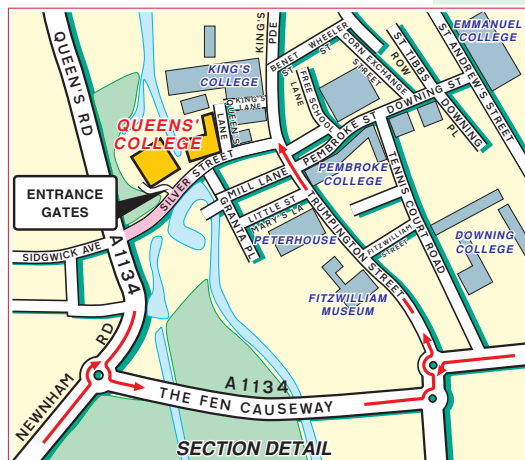 QUEEN'S RD
KING'S
PDE
BENET
ST
WHEELER
ST
CORN EXCHANGE
STREET
ST TIBBS
ROW
ST ANDREW'S STREET
EMMANUEL
COLLEGE
KING'S
COLLEGE
KING'S
LANE
QUEEN'S
LANE
FREE SCHOOL
LANE
DOWNING ST
DOWNING
PL
QUEENS'
COLLEGE
SILVER STREET
PEMBROKE ST
MILL LANE
PEMBROKE
COLLEGE
TENNIS COURT ROAD
ENTRANCE
GATES
LITTLE ST
MARY'S LA
GRANTA PL
TRUMPINGTON STREET
PETERHOUSE
FITZWILLIAM
STREET
DOWNING
COLLEGE
SIDGWICK AVE
A1134
FITZWILLIAM
MUSEUM
NEWNHAM
RD
A1134
THE FEN CAUSEWAY
SECTION DETAIL